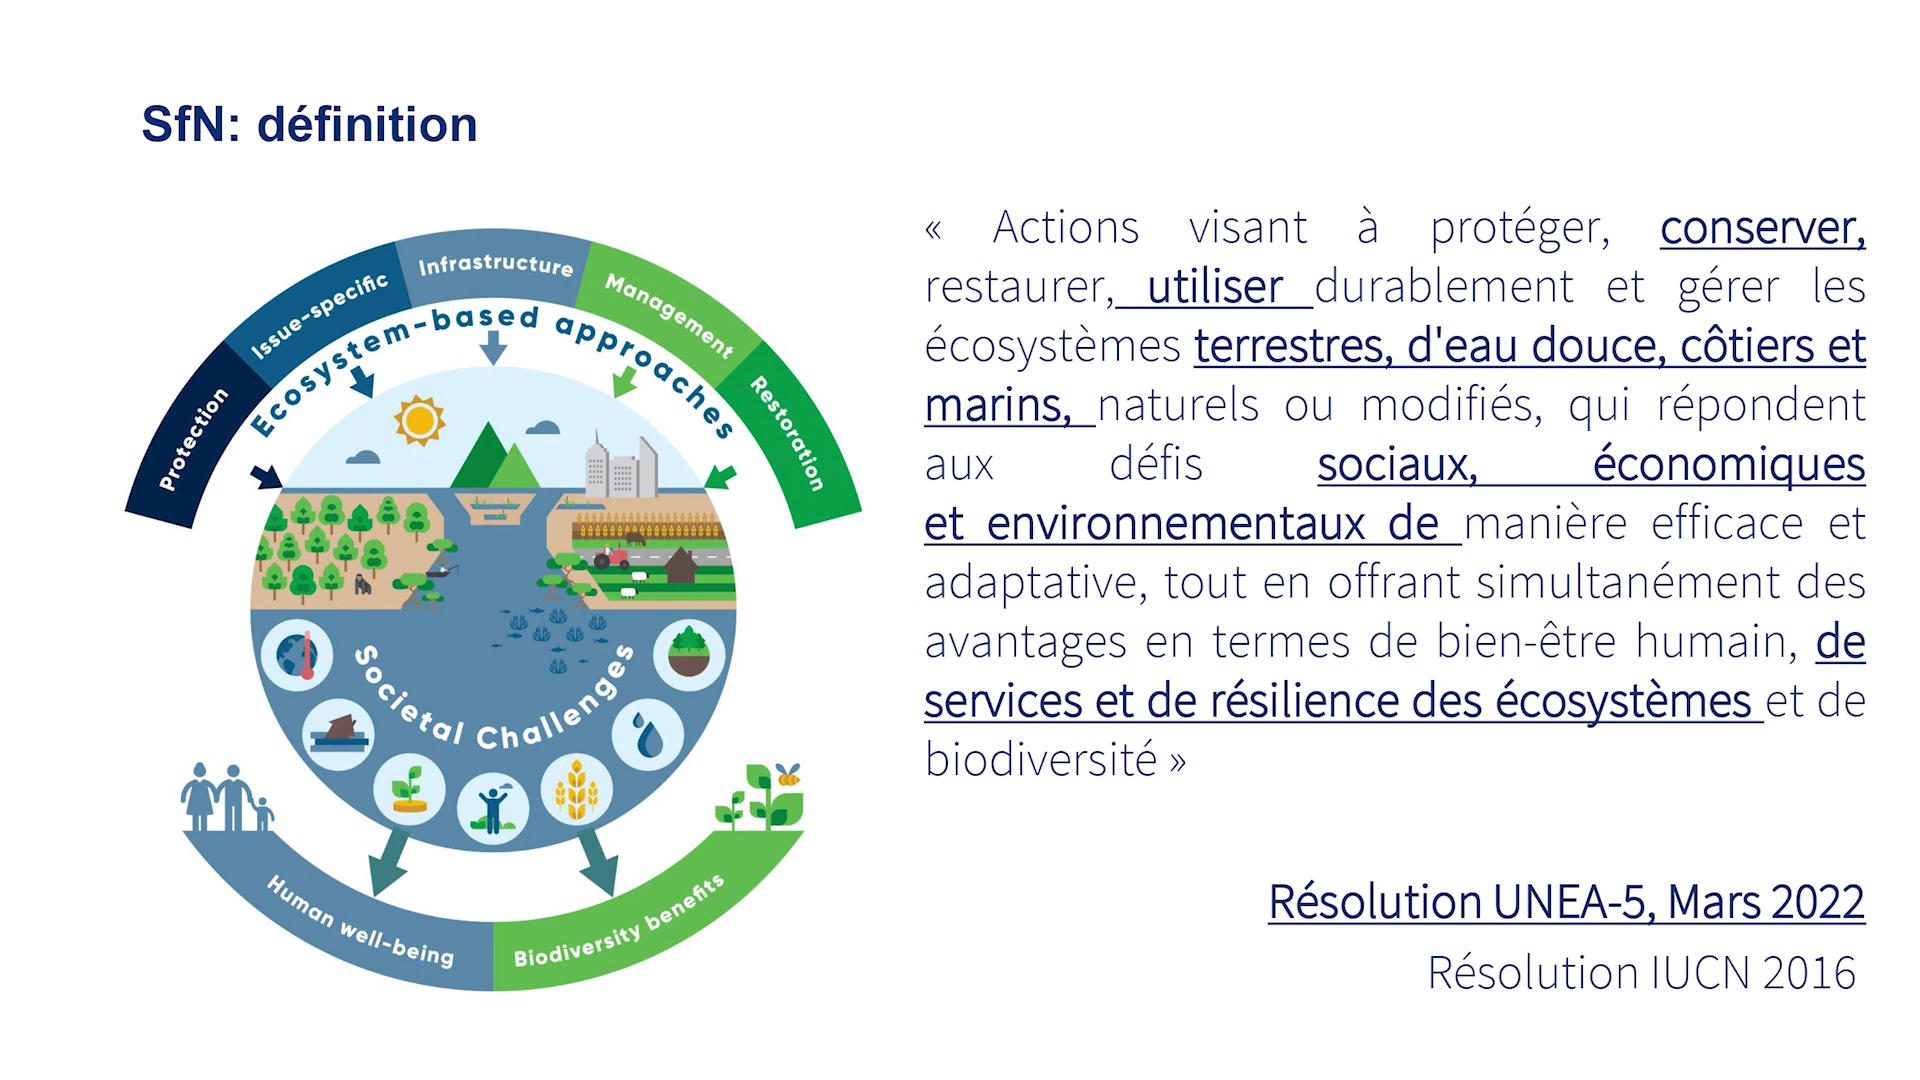 SfN: définition
Protection
Issue-specific
Infrastructure
Management
Restoration
Ecosystem-based approaches
Societal Challenges
Human well-being
Biodiversity benefits
« Actions visant à protéger, conserver,
restaurer, utiliser durablement et gérer les
écosystèmes terrestres, d'eau douce, côtiers et
marins, naturels ou modifiés, qui répondent
aux défis sociaux, économiques
et environnementaux de manière efficace et
adaptative, tout en offrant simultanément des
avantages en termes de bien-être humain, de
services et de résilience des écosystèmes et de
biodiversité »
Résolution UNEA-5, Mars 2022
Résolution IUCN 2016